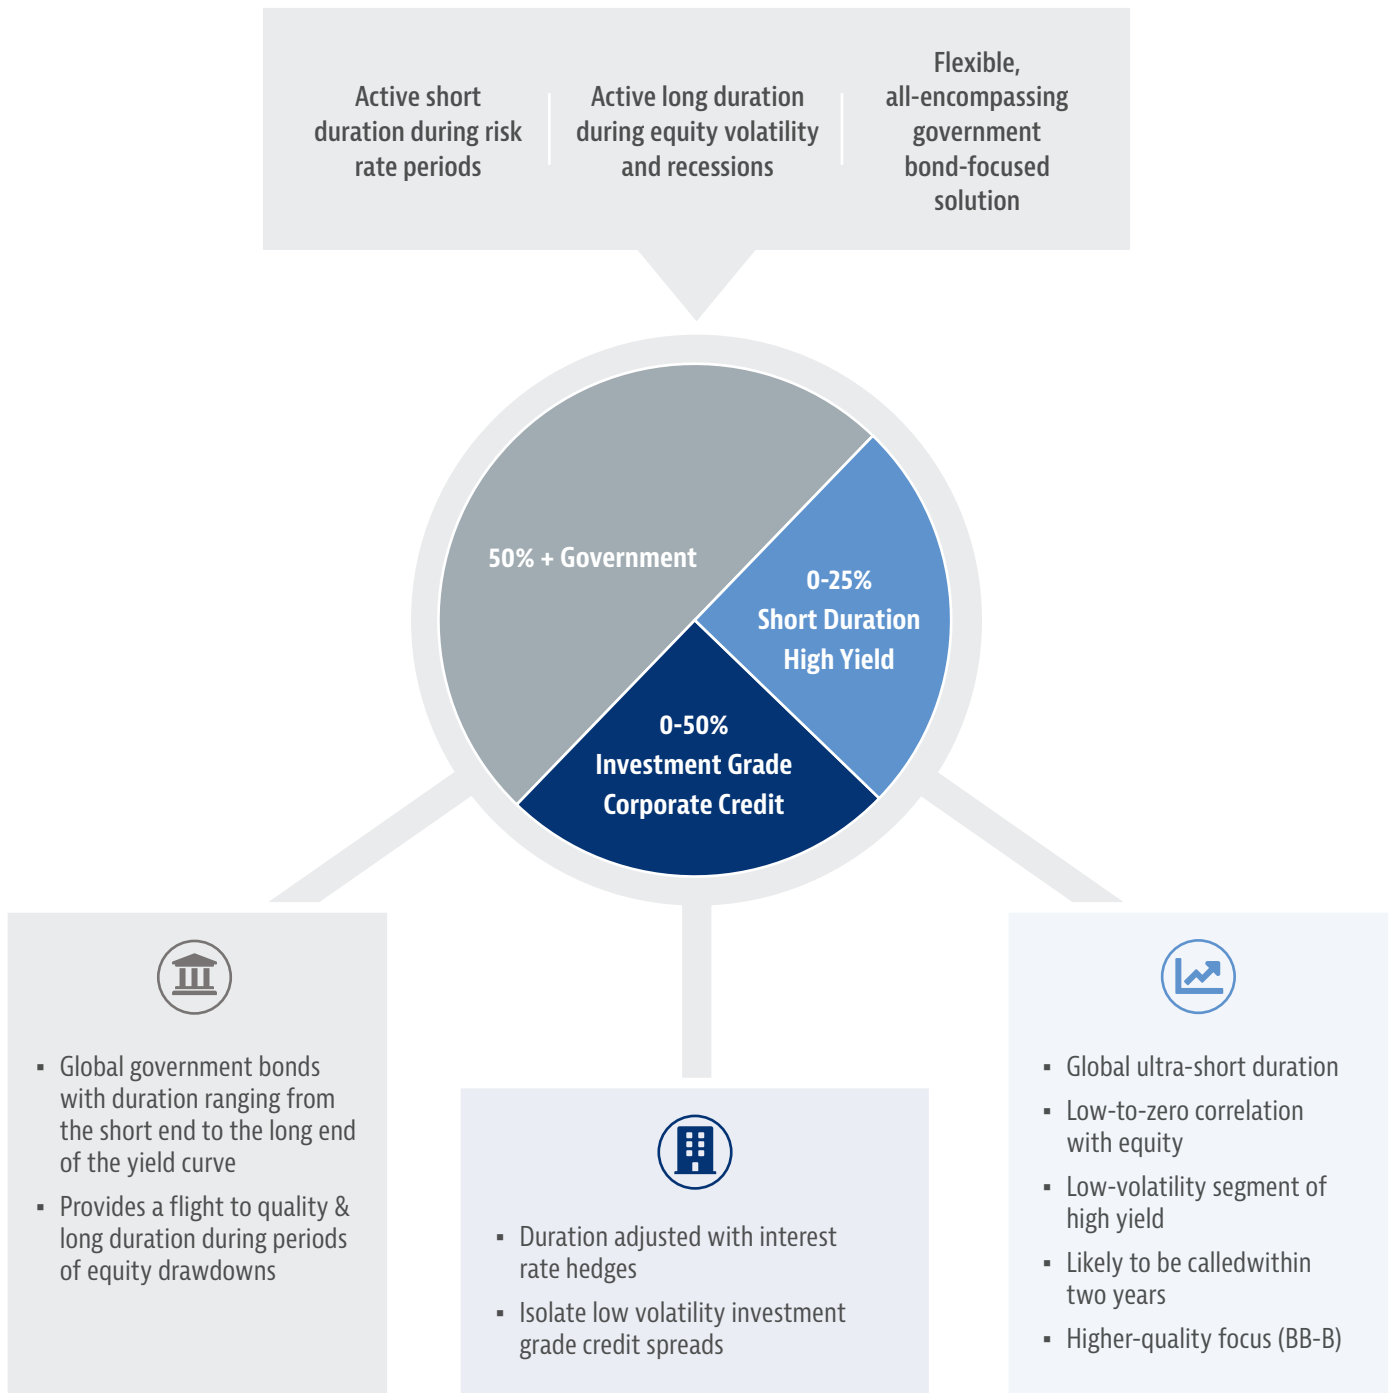 Active short
duration during risk
rate periods
Active long duration
during equity volatility
and recessions
Flexible,
all-encompassing
government
bond-focused
solution
50% + Government
0-25%
Short Duration
High Yield
0-50%
Investment Grade
Corporate Credit
▪ Global government bonds
with duration ranging from
the short end to the long end
of the yield curve
▪ Provides a flight to quality &
long duration during periods
of equity drawdowns
▪ Duration adjusted with interest
rate hedges
▪ Isolate low volatility investment
grade credit spreads
▪ Global ultra-short duration
▪ Low-to-zero correlation
with equity
▪ Low-volatility segment of
high yield
▪ Likely to be calledwithin
two years
▪ Higher-quality focus (BB-B)